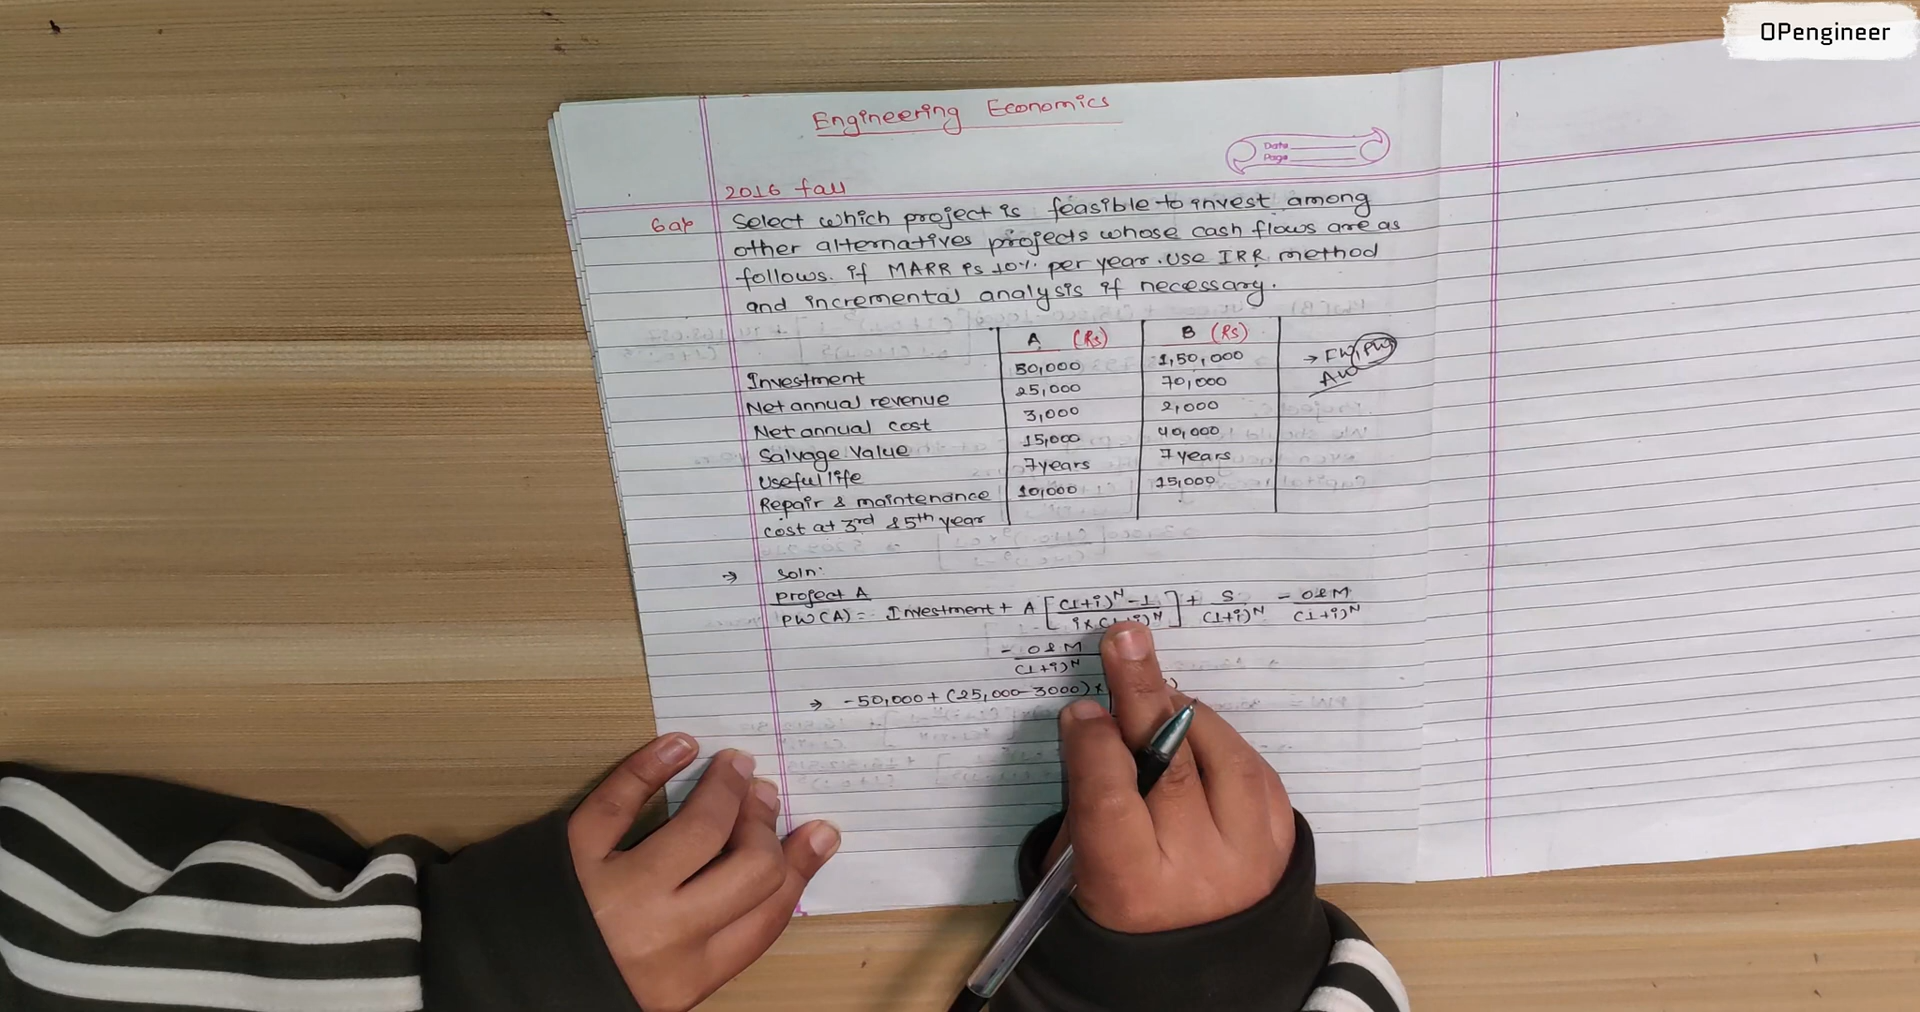 OPengineer
Engineering Economics
Date
Page
2016 fall
6ap Select which project is feasible to invest among
other alternatives projects whose cash flows are as
follows. if MARR is 10% per year. Use IRR method
and incremental analysis if necessary.
A (Rs) B (Rs)
Investment 50,000 1,50,000 → FW, PW
Net annual revenue 25,000 70,000 AW
Net annual cost 3,000 2,000
Salvage Value 15,000 40,000
Useful life 7years 7 years
Repair & maintenance 10,000 15,000
cost at 3rd & 5th year
→ Soln:
project A
PW(A) = - Investment + A [(1+i)^N - 1 / i×(1+i)^N] + S / (1+i)^N - O&M / (1+i)^N
- O&M / (1+i)^N
→ -50,000 + (25,000 - 3000) ×